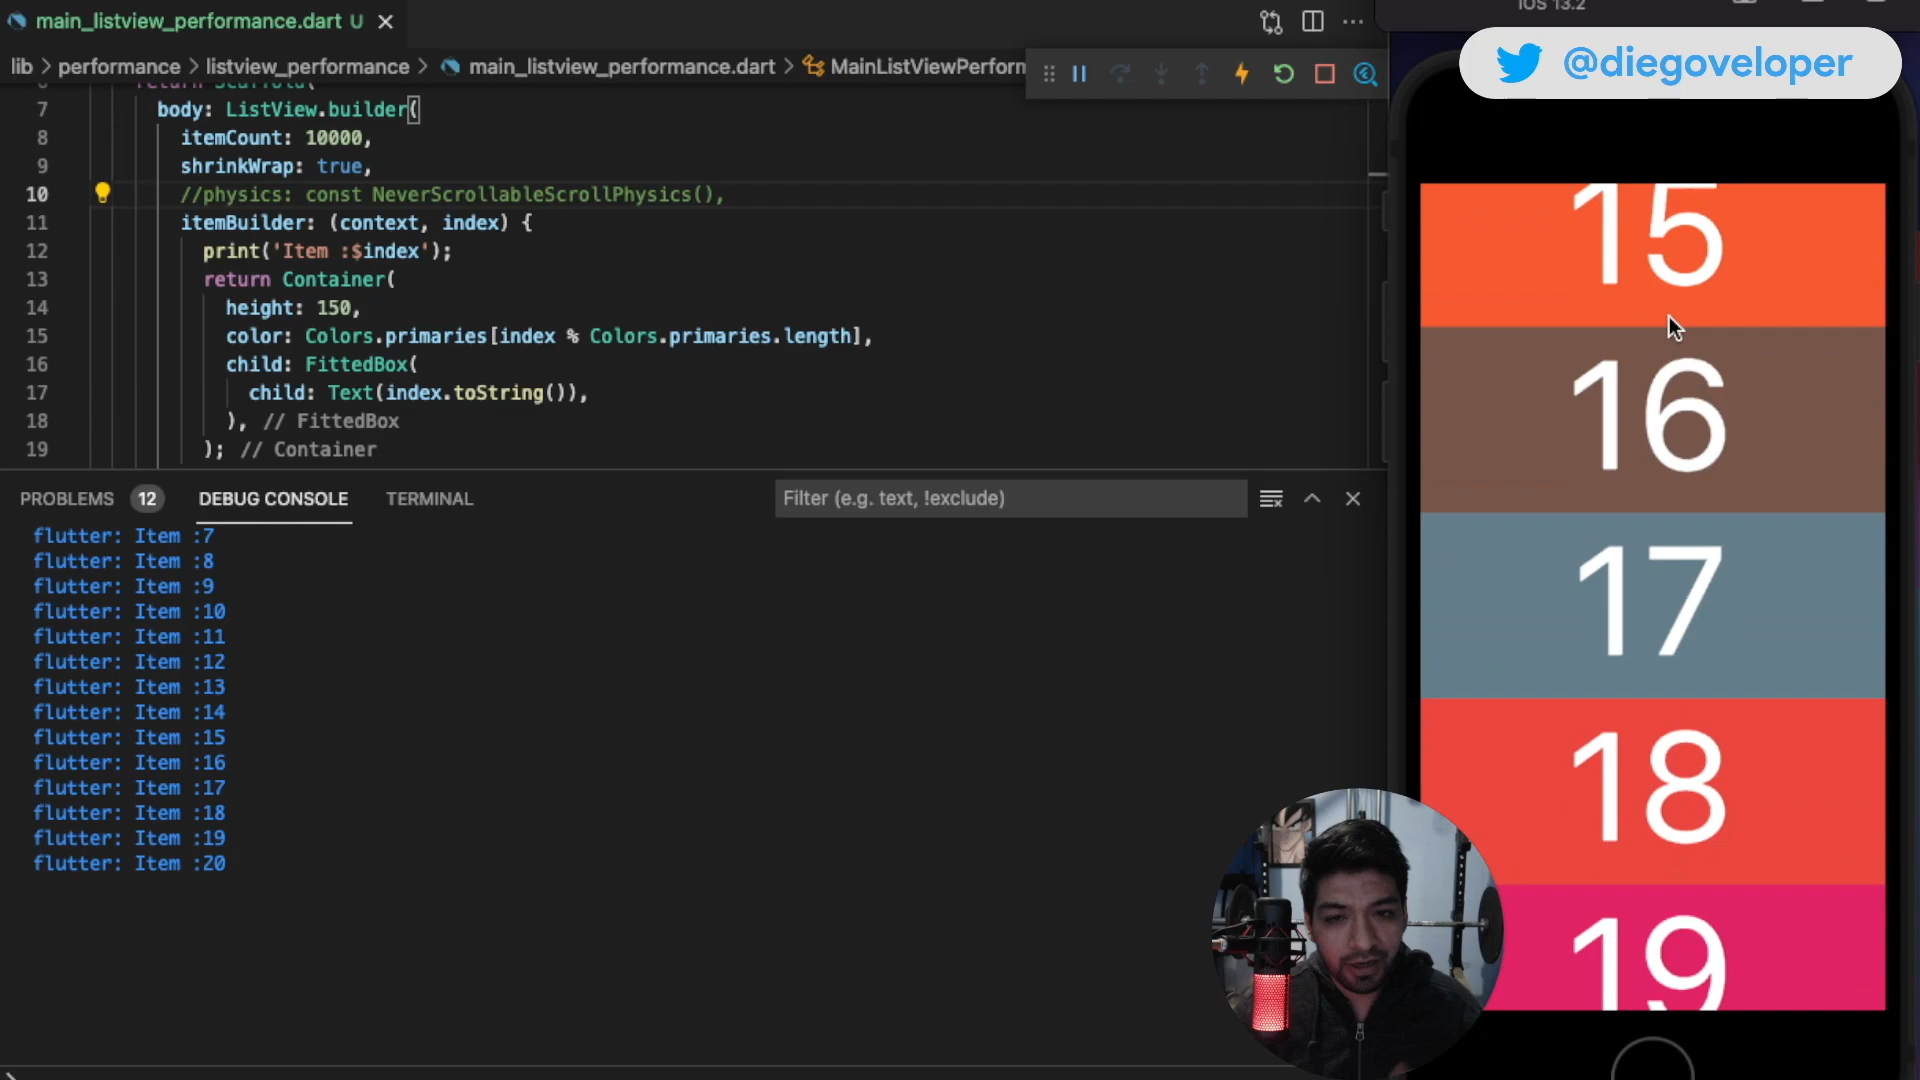 main_listview_performance.dart U
iOS 13.2
@diegoveloper
lib > performance > listview_performance > main_listview_performance.dart > MainListViewPerform
7 body: ListView.builder(
8 itemCount: 10000,
9 shrinkWrap: true,
10 //physics: const NeverScrollableScrollPhysics(),
11 itemBuilder: (context, index) {
12 print('Item :$index');
13 return Container(
14 height: 150,
15 color: Colors.primaries[index % Colors.primaries.length],
16 child: FittedBox(
17 child: Text(index.toString()),
18 ), // FittedBox
19 ); // Container
PROBLEMS 12 DEBUG CONSOLE TERMINAL Filter (e.g. text, !exclude)
flutter: Item :7
flutter: Item :8
flutter: Item :9
flutter: Item :10
flutter: Item :11
flutter: Item :12
flutter: Item :13
flutter: Item :14
flutter: Item :15
flutter: Item :16
flutter: Item :17
flutter: Item :18
flutter: Item :19
flutter: Item :20
15
16
17
18
19